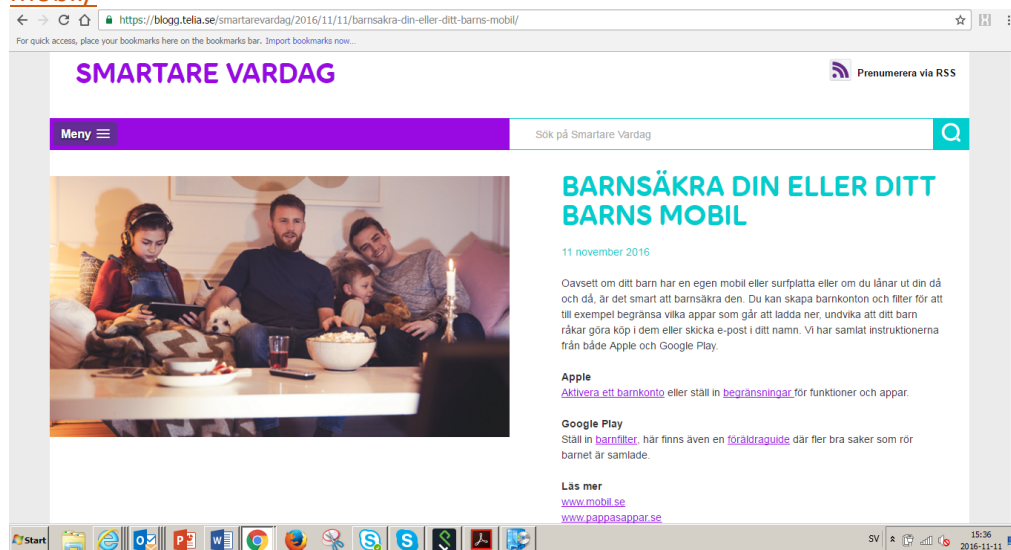 mobil/
https://blogg.telia.se/smartarevardag/2016/11/11/barnsakra-din-eller-ditt-barns-mobil/
For quick access, place your bookmarks here on the bookmarks bar. Import bookmarks now...
SMARTARE VARDAG
Prenumerera via RSS
Meny
Sök på Smartare Vardag
BARNSÄKRA DIN ELLER DITT
BARNS MOBIL
11 november 2016
Oavsett om ditt barn har en egen mobil eller surfplatta eller om du lånar ut din då
och då, är det smart att barnsäkra den. Du kan skapa barnkonton och filter för att
till exempel begränsa vilka appar som går att ladda ner, undvika att ditt barn
råkar göra köp i dem eller skicka e-post i ditt namn. Vi har samlat instruktionerna
från både Apple och Google Play.
Apple
Aktivera ett barnkonto eller ställ in begränsningar för funktioner och appar.
Google Play
Ställ in barnfilter, här finns även en föräldraguide där fler bra saker som rör
barnet är samlade.
Läs mer
www.mobil.se
www.pappasappar.se
Start
SV
15:36
2016-11-11